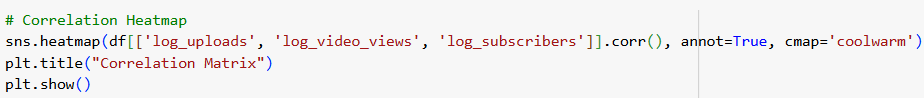 # Correlation Heatmap
sns.heatmap(df[['log_uploads', 'log_video_views', 'log_subscribers']].corr(), annot=True, cmap='coolwarm')
plt.title("Correlation Matrix")
plt.show()